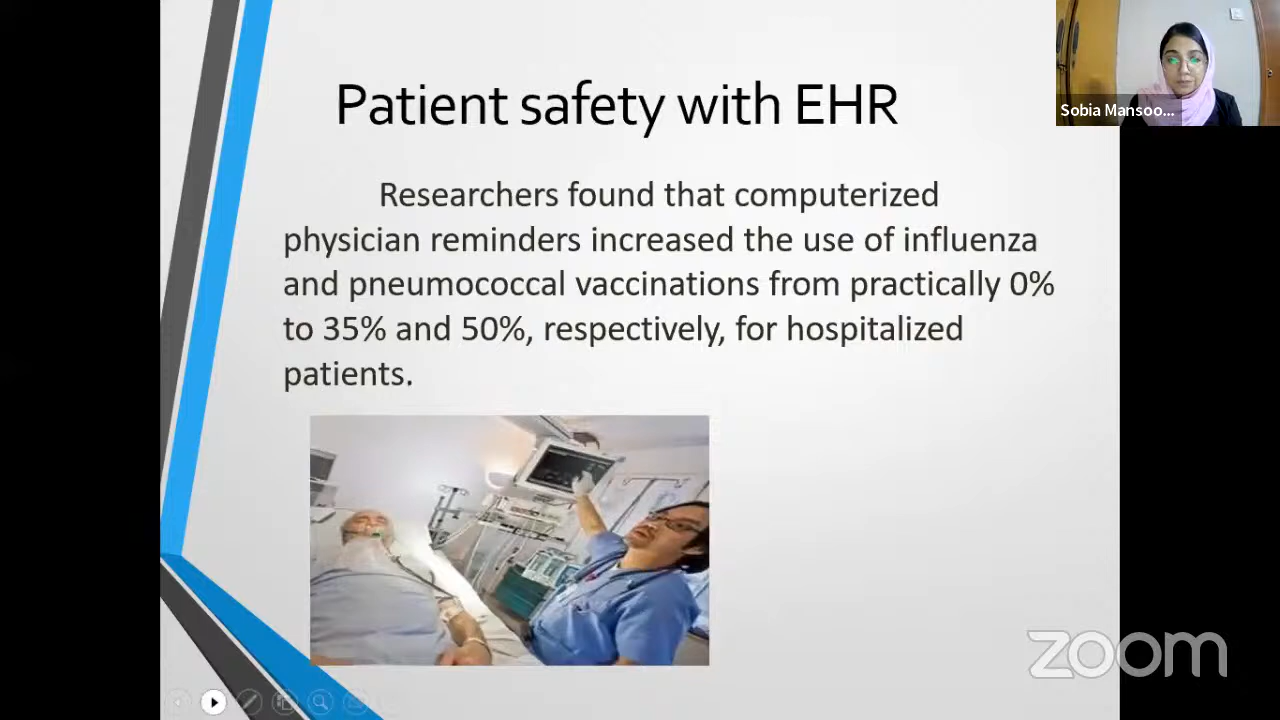 Patient safety with EHR
Researchers found that computerized
physician reminders increased the use of influenza
and pneumococcal vaccinations from practically 0%
to 35% and 50%, respectively, for hospitalized
patients.
Sobia Mansoo...
zoom